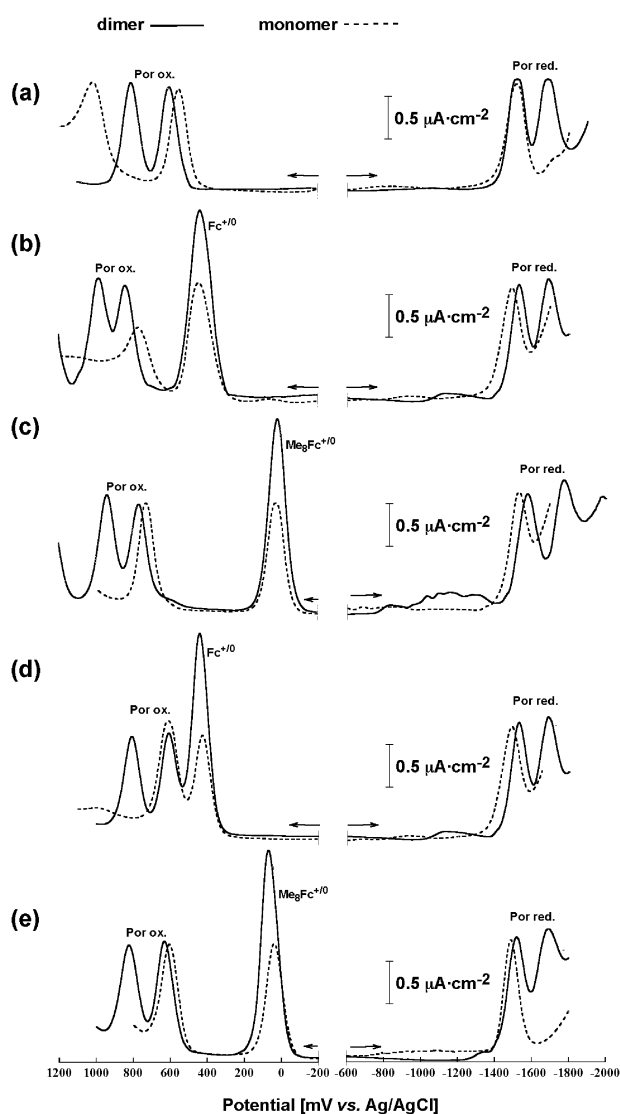 dimer monomer
(a)
Por ox.
Por red.
0.5 μA·cm-2
(b)
Por ox.
Fc+/0
Por red.
0.5 μA·cm-2
(c)
Por ox.
Me8Fc+/0
Por red.
0.5 μA·cm-2
(d)
Por ox.
Fc+/0
Por red.
0.5 μA·cm-2
(e)
Por ox.
Me8Fc+/0
Por red.
0.5 μA·cm-2
1200 1000 800 600 400 200 0 -200 -600 -800 -1000 -1200 -1400 -1600 -1800 -2000
Potential [mV vs. Ag/AgCl]